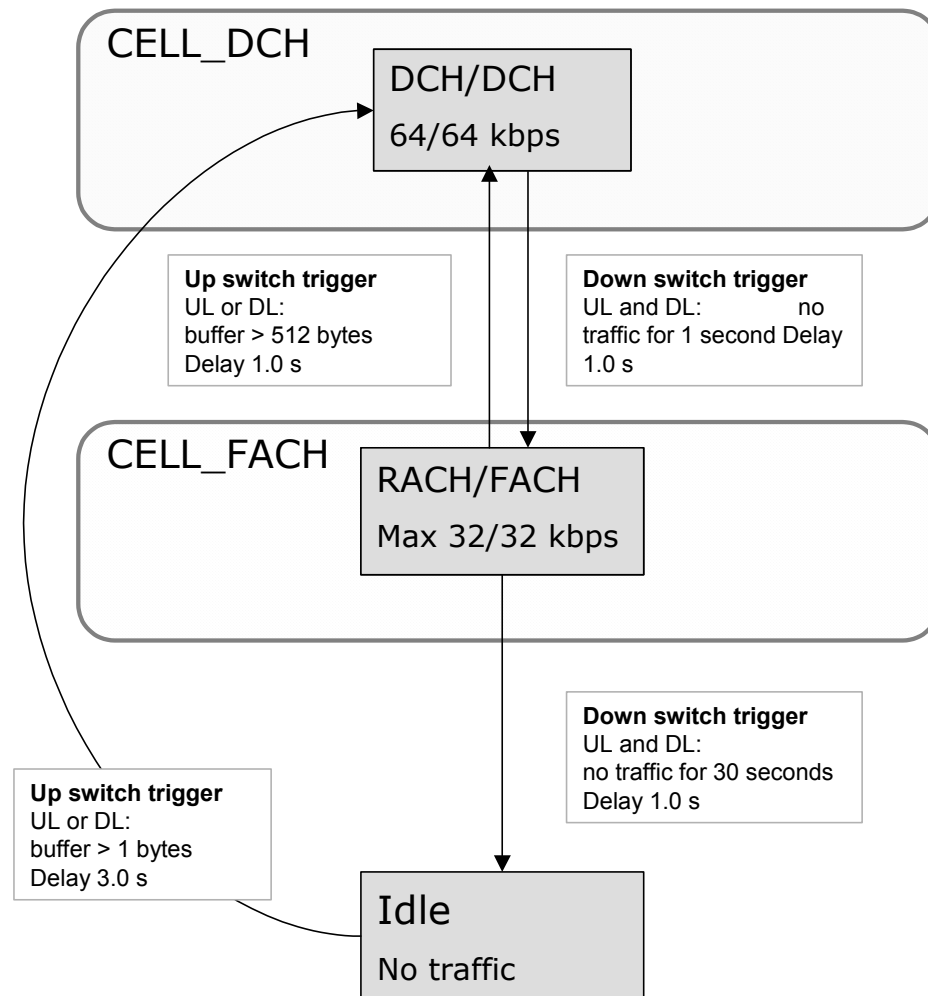 CELL_DCH
DCH/DCH
64/64 kbps
Up switch trigger
UL or DL:
buffer > 512 bytes
Delay 1.0 s
Down switch trigger
UL and DL: no
traffic for 1 second Delay
1.0 s
CELL_FACH
RACH/FACH
Max 32/32 kbps
Down switch trigger
UL and DL:
no traffic for 30 seconds
Delay 1.0 s
Up switch trigger
UL or DL:
buffer > 1 bytes
Delay 3.0 s
Idle
No traffic